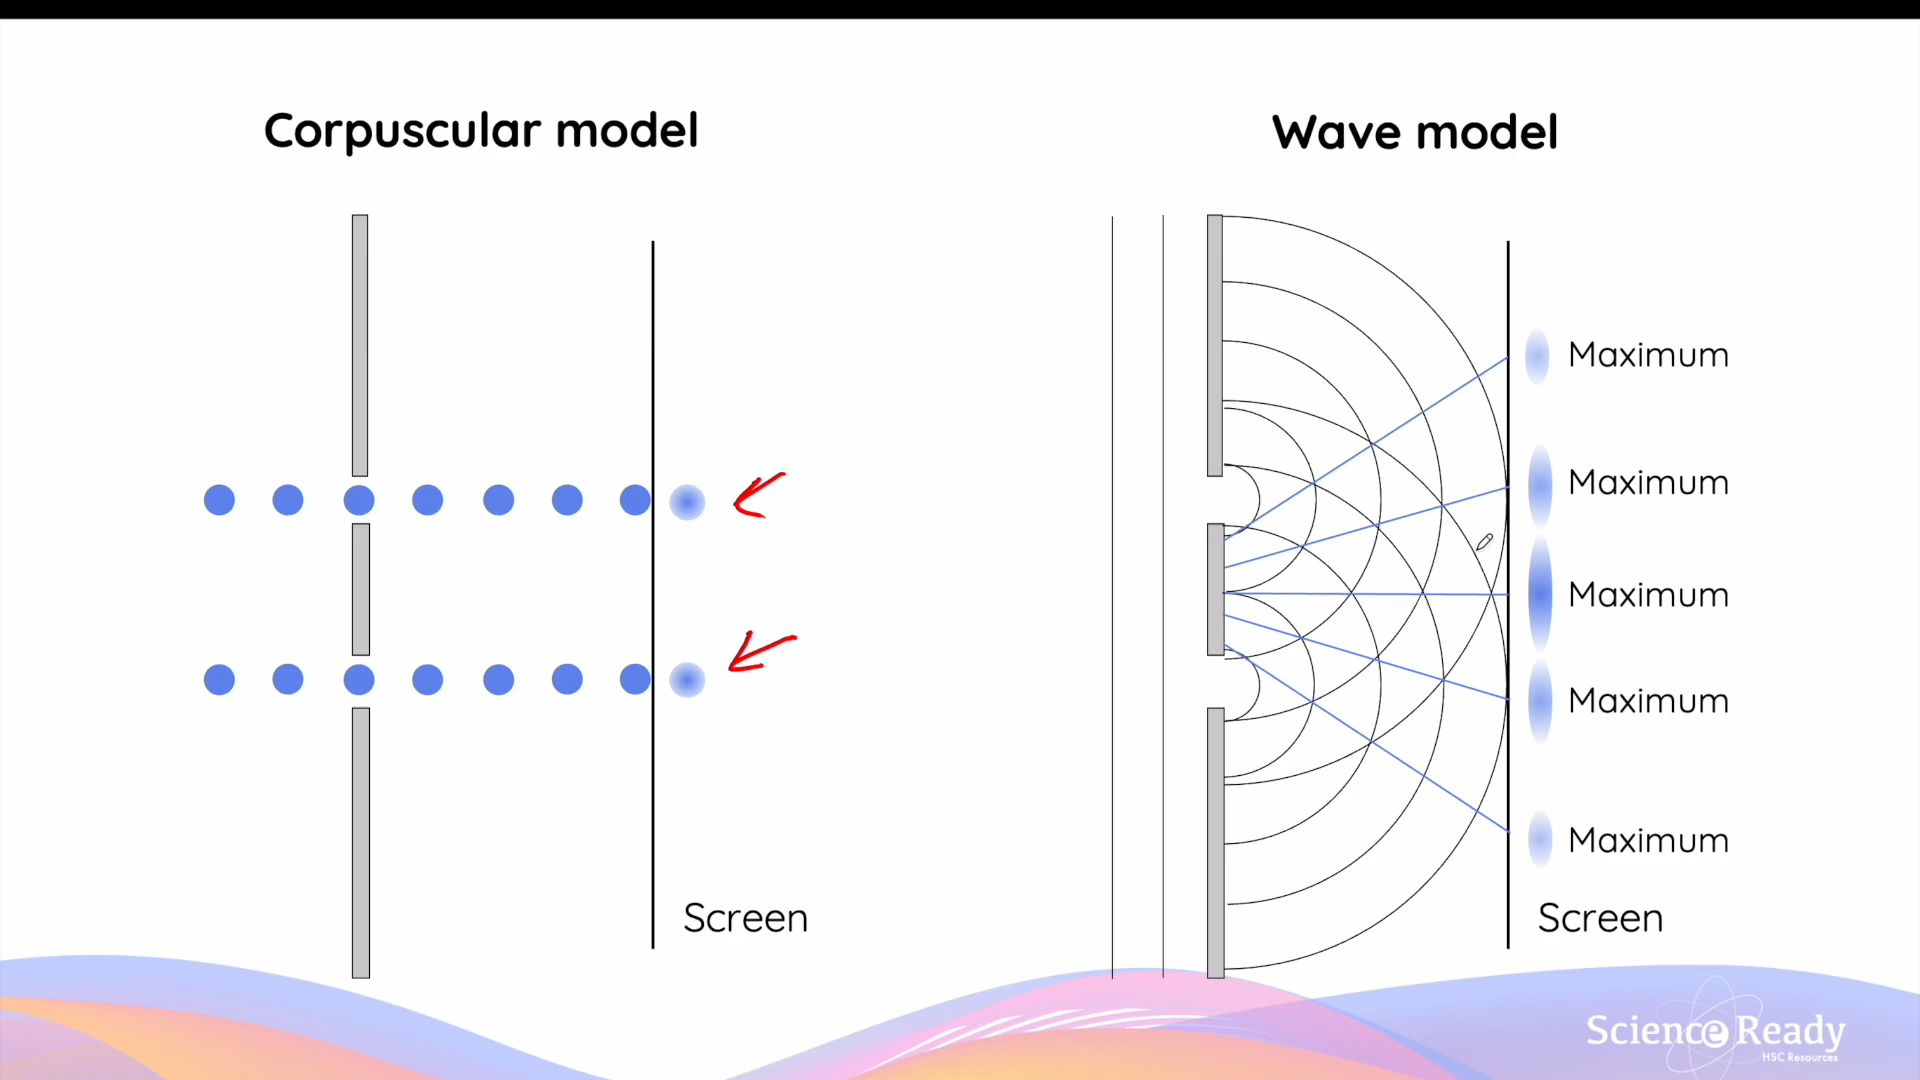 Corpuscular model
Wave model
Maximum
Maximum
Maximum
Maximum
Maximum
Screen
Screen
Science Ready
HSC Resources